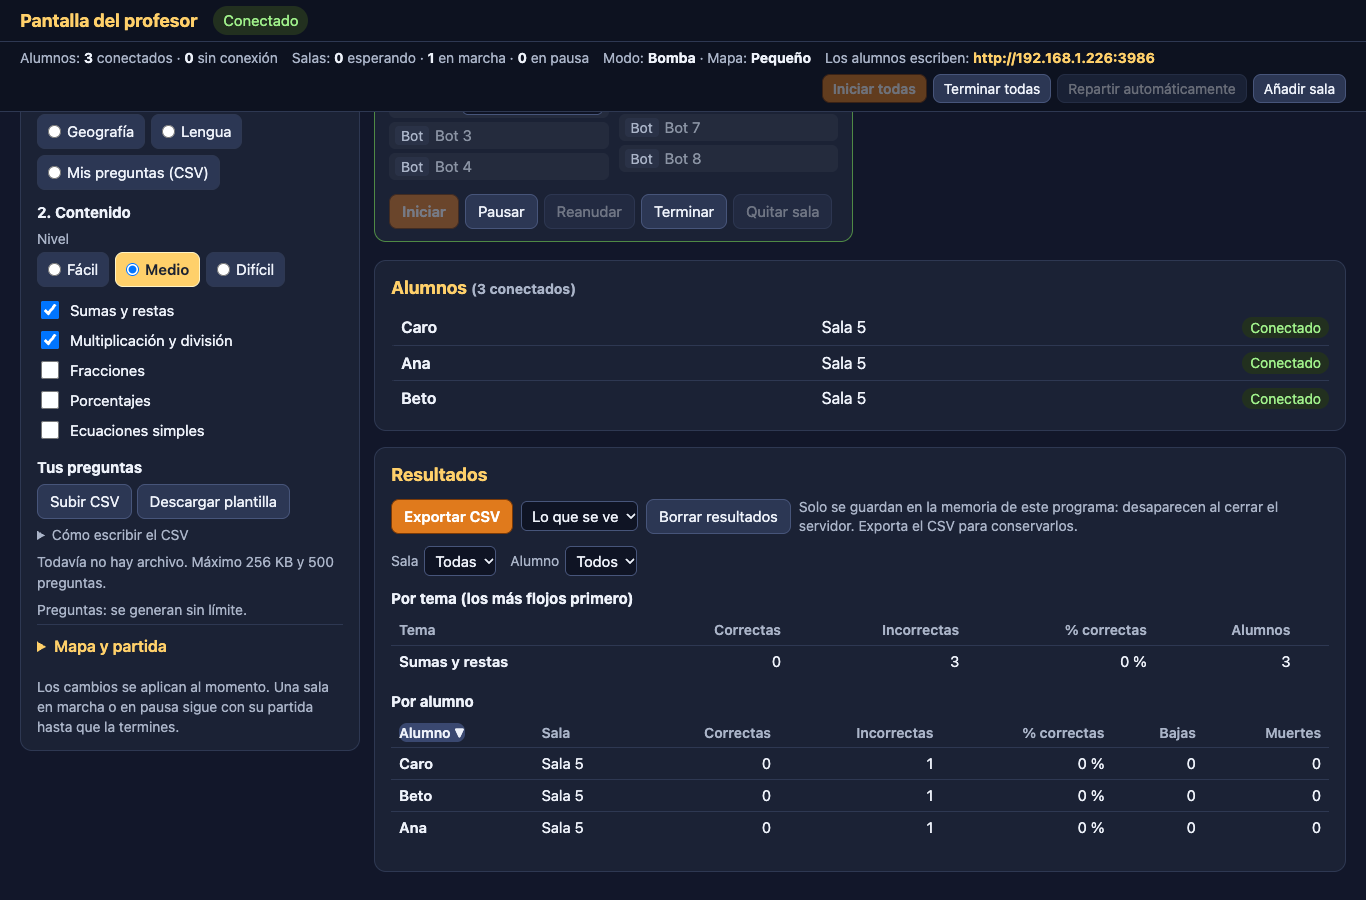 Pantalla del profesor Conectado
Alumnos: 3 conectados · 0 sin conexión Salas: 0 esperando · 1 en marcha · 0 en pausa Modo: Bomba · Mapa: Pequeño Los alumnos escriben: http://192.168.1.226:3986
Iniciar todas Terminar todas Repartir automáticamente Añadir sala
Geografía Lengua
Mis preguntas (CSV)
2. Contenido
Nivel
Fácil Medio Difícil
Sumas y restas
Multiplicación y división
Fracciones
Porcentajes
Ecuaciones simples
Tus preguntas
Subir CSV Descargar plantilla
Cómo escribir el CSV
Todavía no hay archivo. Máximo 256 KB y 500
preguntas.
Preguntas: se generan sin límite.
Mapa y partida
Los cambios se aplican al momento. Una sala
en marcha o en pausa sigue con su partida
hasta que la termines.
Bot Bot 3
Bot Bot 4
Bot Bot 7
Bot Bot 8
Iniciar Pausar Reanudar Terminar Quitar sala
Alumnos (3 conectados)
Caro Sala 5 Conectado
Ana Sala 5 Conectado
Beto Sala 5 Conectado
Resultados
Exportar CSV Lo que se ve Borrar resultados
Solo se guardan en la memoria de este programa: desaparecen al cerrar el
servidor. Exporta el CSV para conservarlos.
Sala Todas Alumno Todos
Por tema (los más flojos primero)
Tema Correctas Incorrectas % correctas Alumnos
Sumas y restas 0 3 0 % 3
Por alumno
Alumno ▼ Sala Correctas Incorrectas % correctas Bajas Muertes
Caro Sala 5 0 1 0 % 0 0
Beto Sala 5 0 1 0 % 0 0
Ana Sala 5 0 1 0 % 0 0